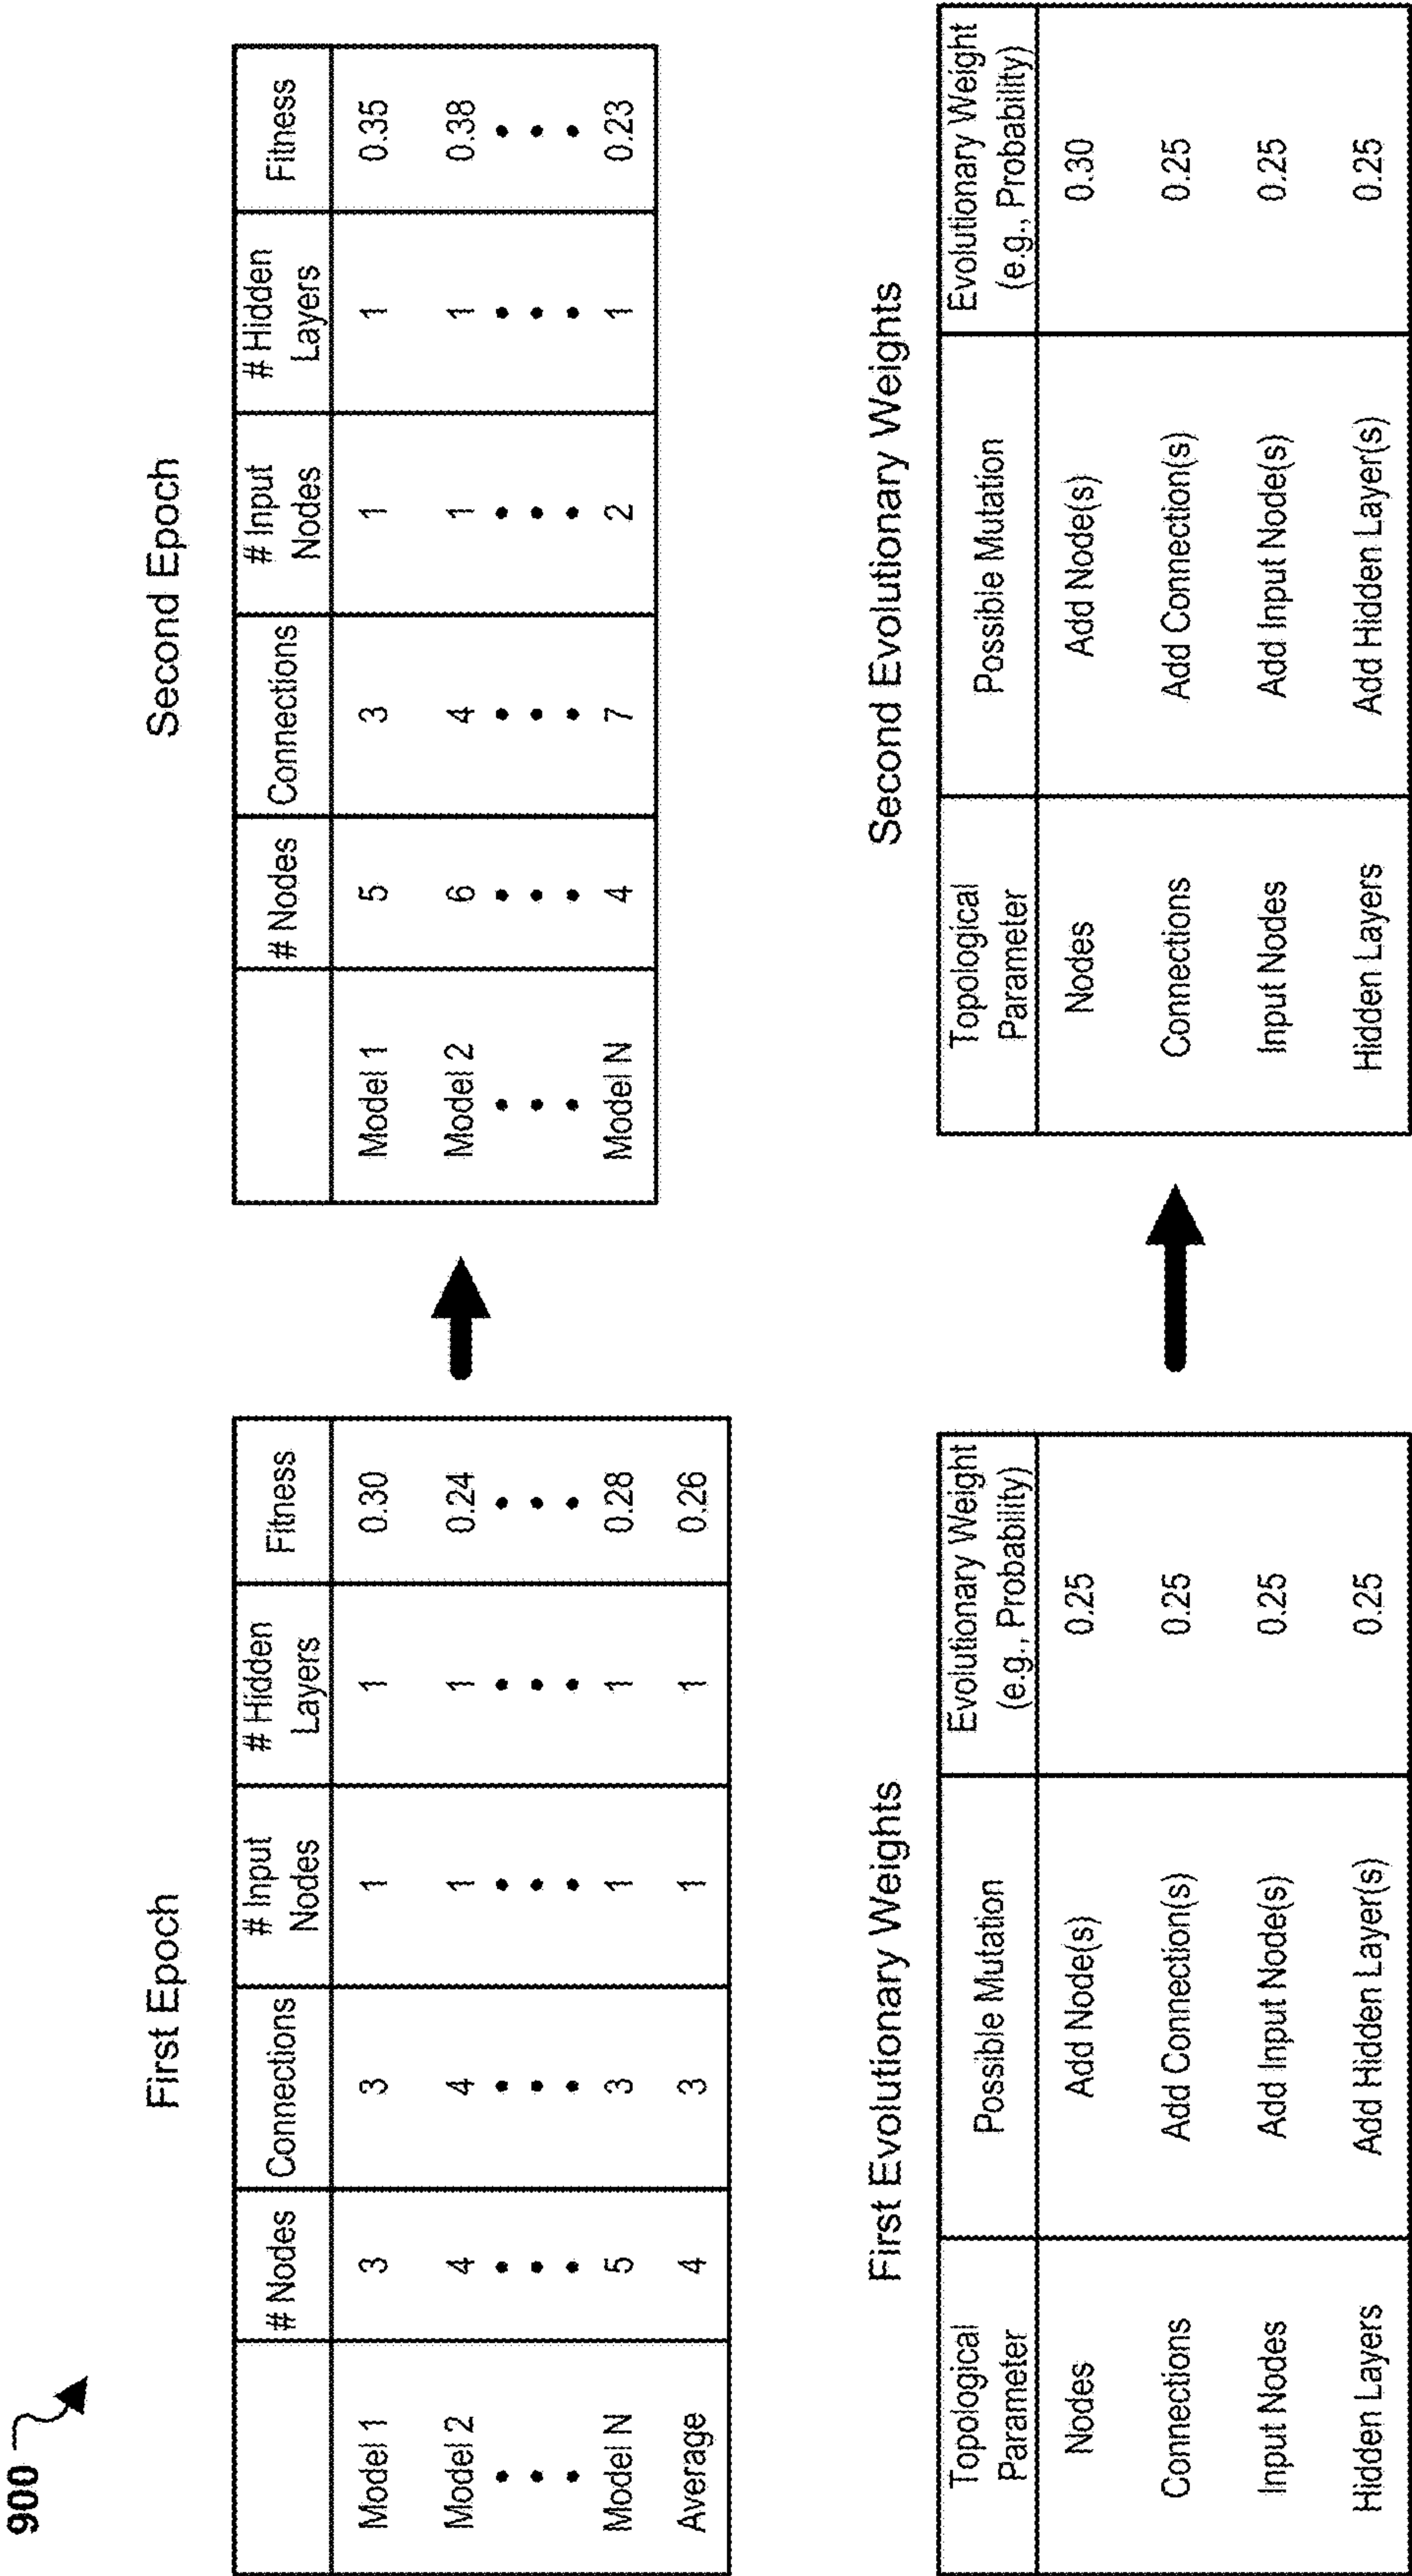 900
First Epoch
# Nodes Connections # Input Nodes # Hidden Layers Fitness
Model 1 3 3 1 1 0.30
Model 2 4 4 1 1 0.24
Model N 5 3 1 1 0.28
Average 4 3 1 1 0.26
Second Epoch
# Nodes Connections # Input Nodes # Hidden Layers Fitness
Model 1 5 3 1 1 0.35
Model 2 6 4 1 1 0.38
Model N 4 7 2 1 0.23
First Evolutionary Weights
Topological Parameter Possible Mutation Evolutionary Weight (e.g., Probability)
Nodes Add Node(s) 0.25
Connections Add Connection(s) 0.25
Input Nodes Add Input Node(s) 0.25
Hidden Layers Add Hidden Layer(s) 0.25
Second Evolutionary Weights
Topological Parameter Possible Mutation Evolutionary Weight (e.g., Probability)
Nodes Add Node(s) 0.30
Connections Add Connection(s) 0.25
Input Nodes Add Input Node(s) 0.25
Hidden Layers Add Hidden Layer(s) 0.25